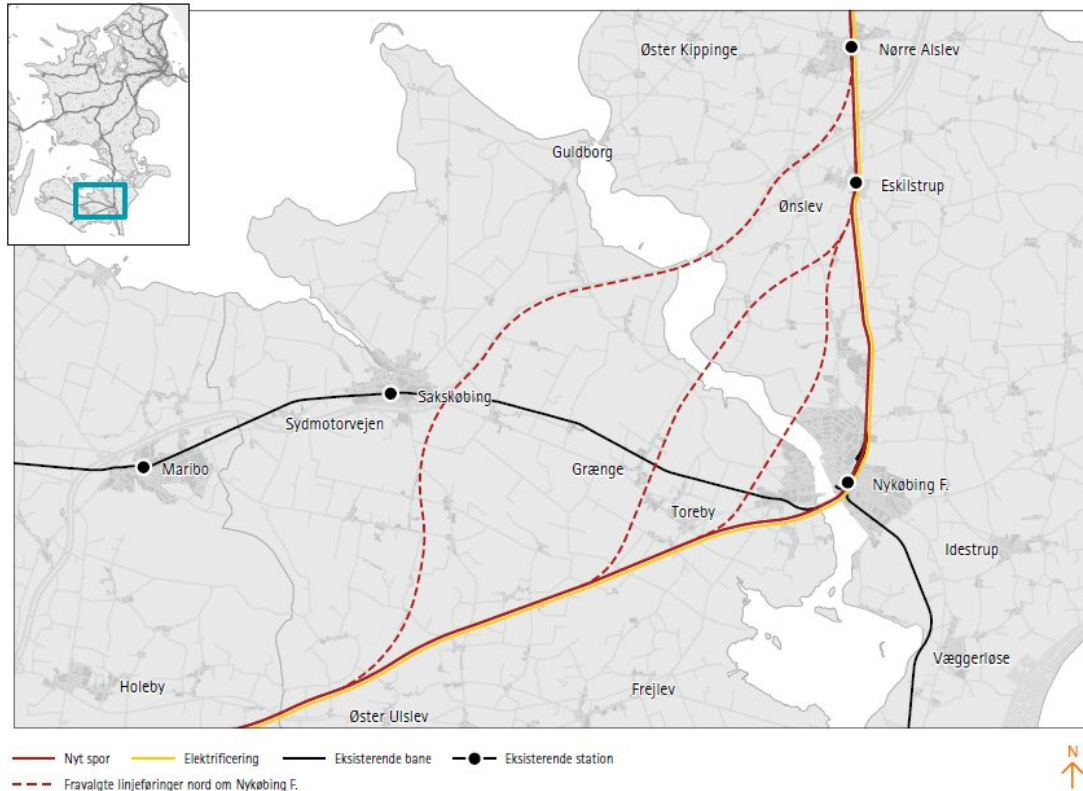 Øster Kippinge
Nørre Alslev
Guldborg
Eskilstrup
Ønslev
Sakskøbing
Sydmotorvejen
Maribo
Grænge
Nykøbing F.
Toreby
Idestrup
Væggerløse
Holeby
Frejlev
Øster Ulslev
Nyt spor
Elektrificering
Eksisterende bane
Eksisterende station
N
Fravalgte linjeføringer nord om Nykøbing F.